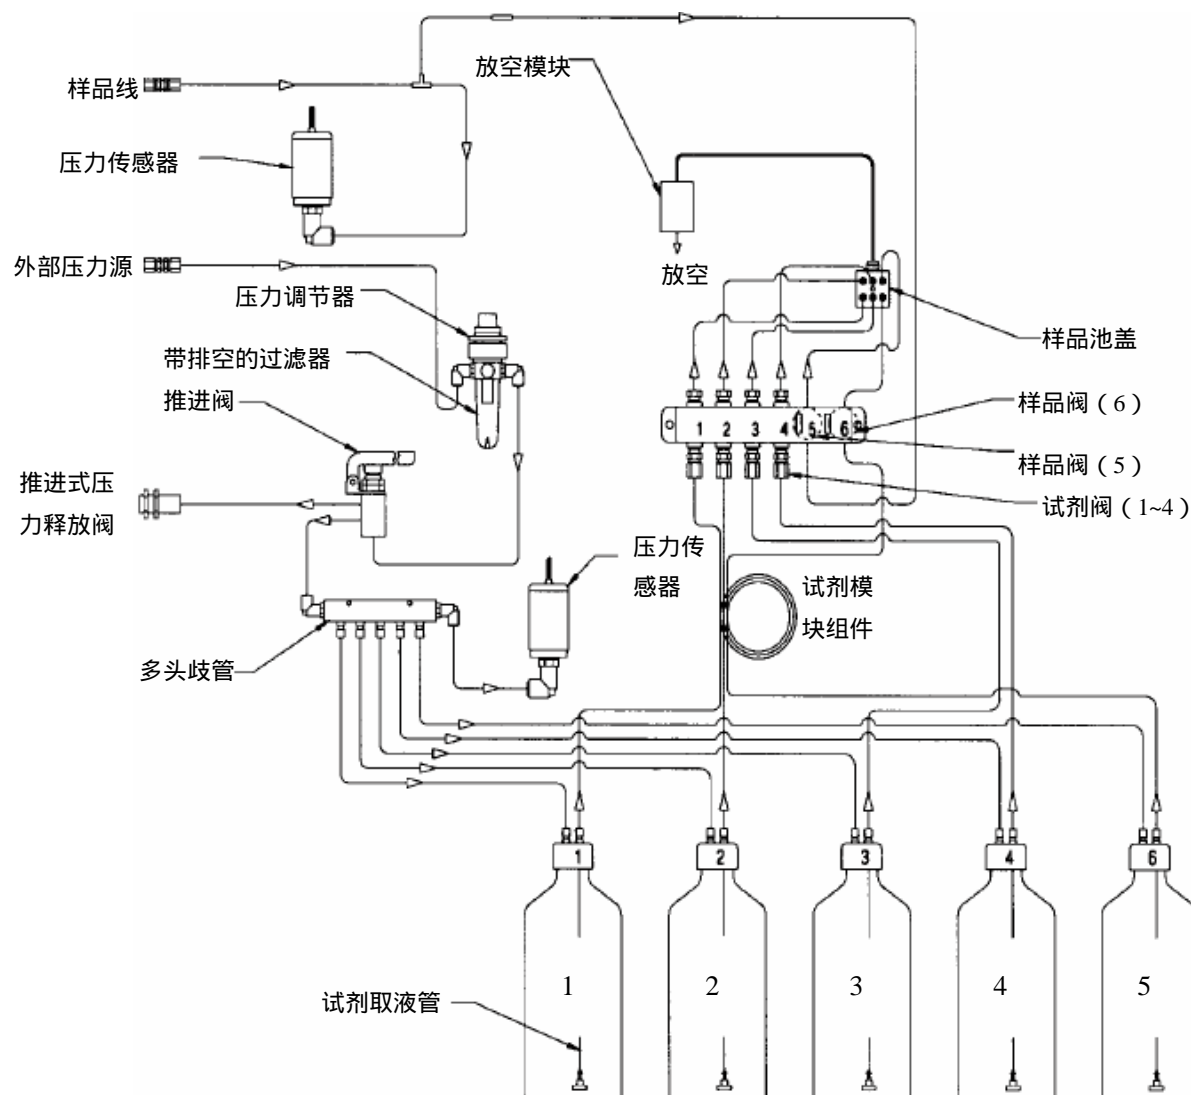 样品线
放空模块
压力传感器
外部压力源
放空
压力调节器
样品池盖
带排空的过滤器
推进阀
样品阀（6）
1 2 3 4 5 6
样品阀（5）
推进式压
力释放阀
试剂阀（1~4）
压力传
感器
试剂模
块组件
多头歧管
1 2 3 4 6
1 2 3 4 5
试剂取液管